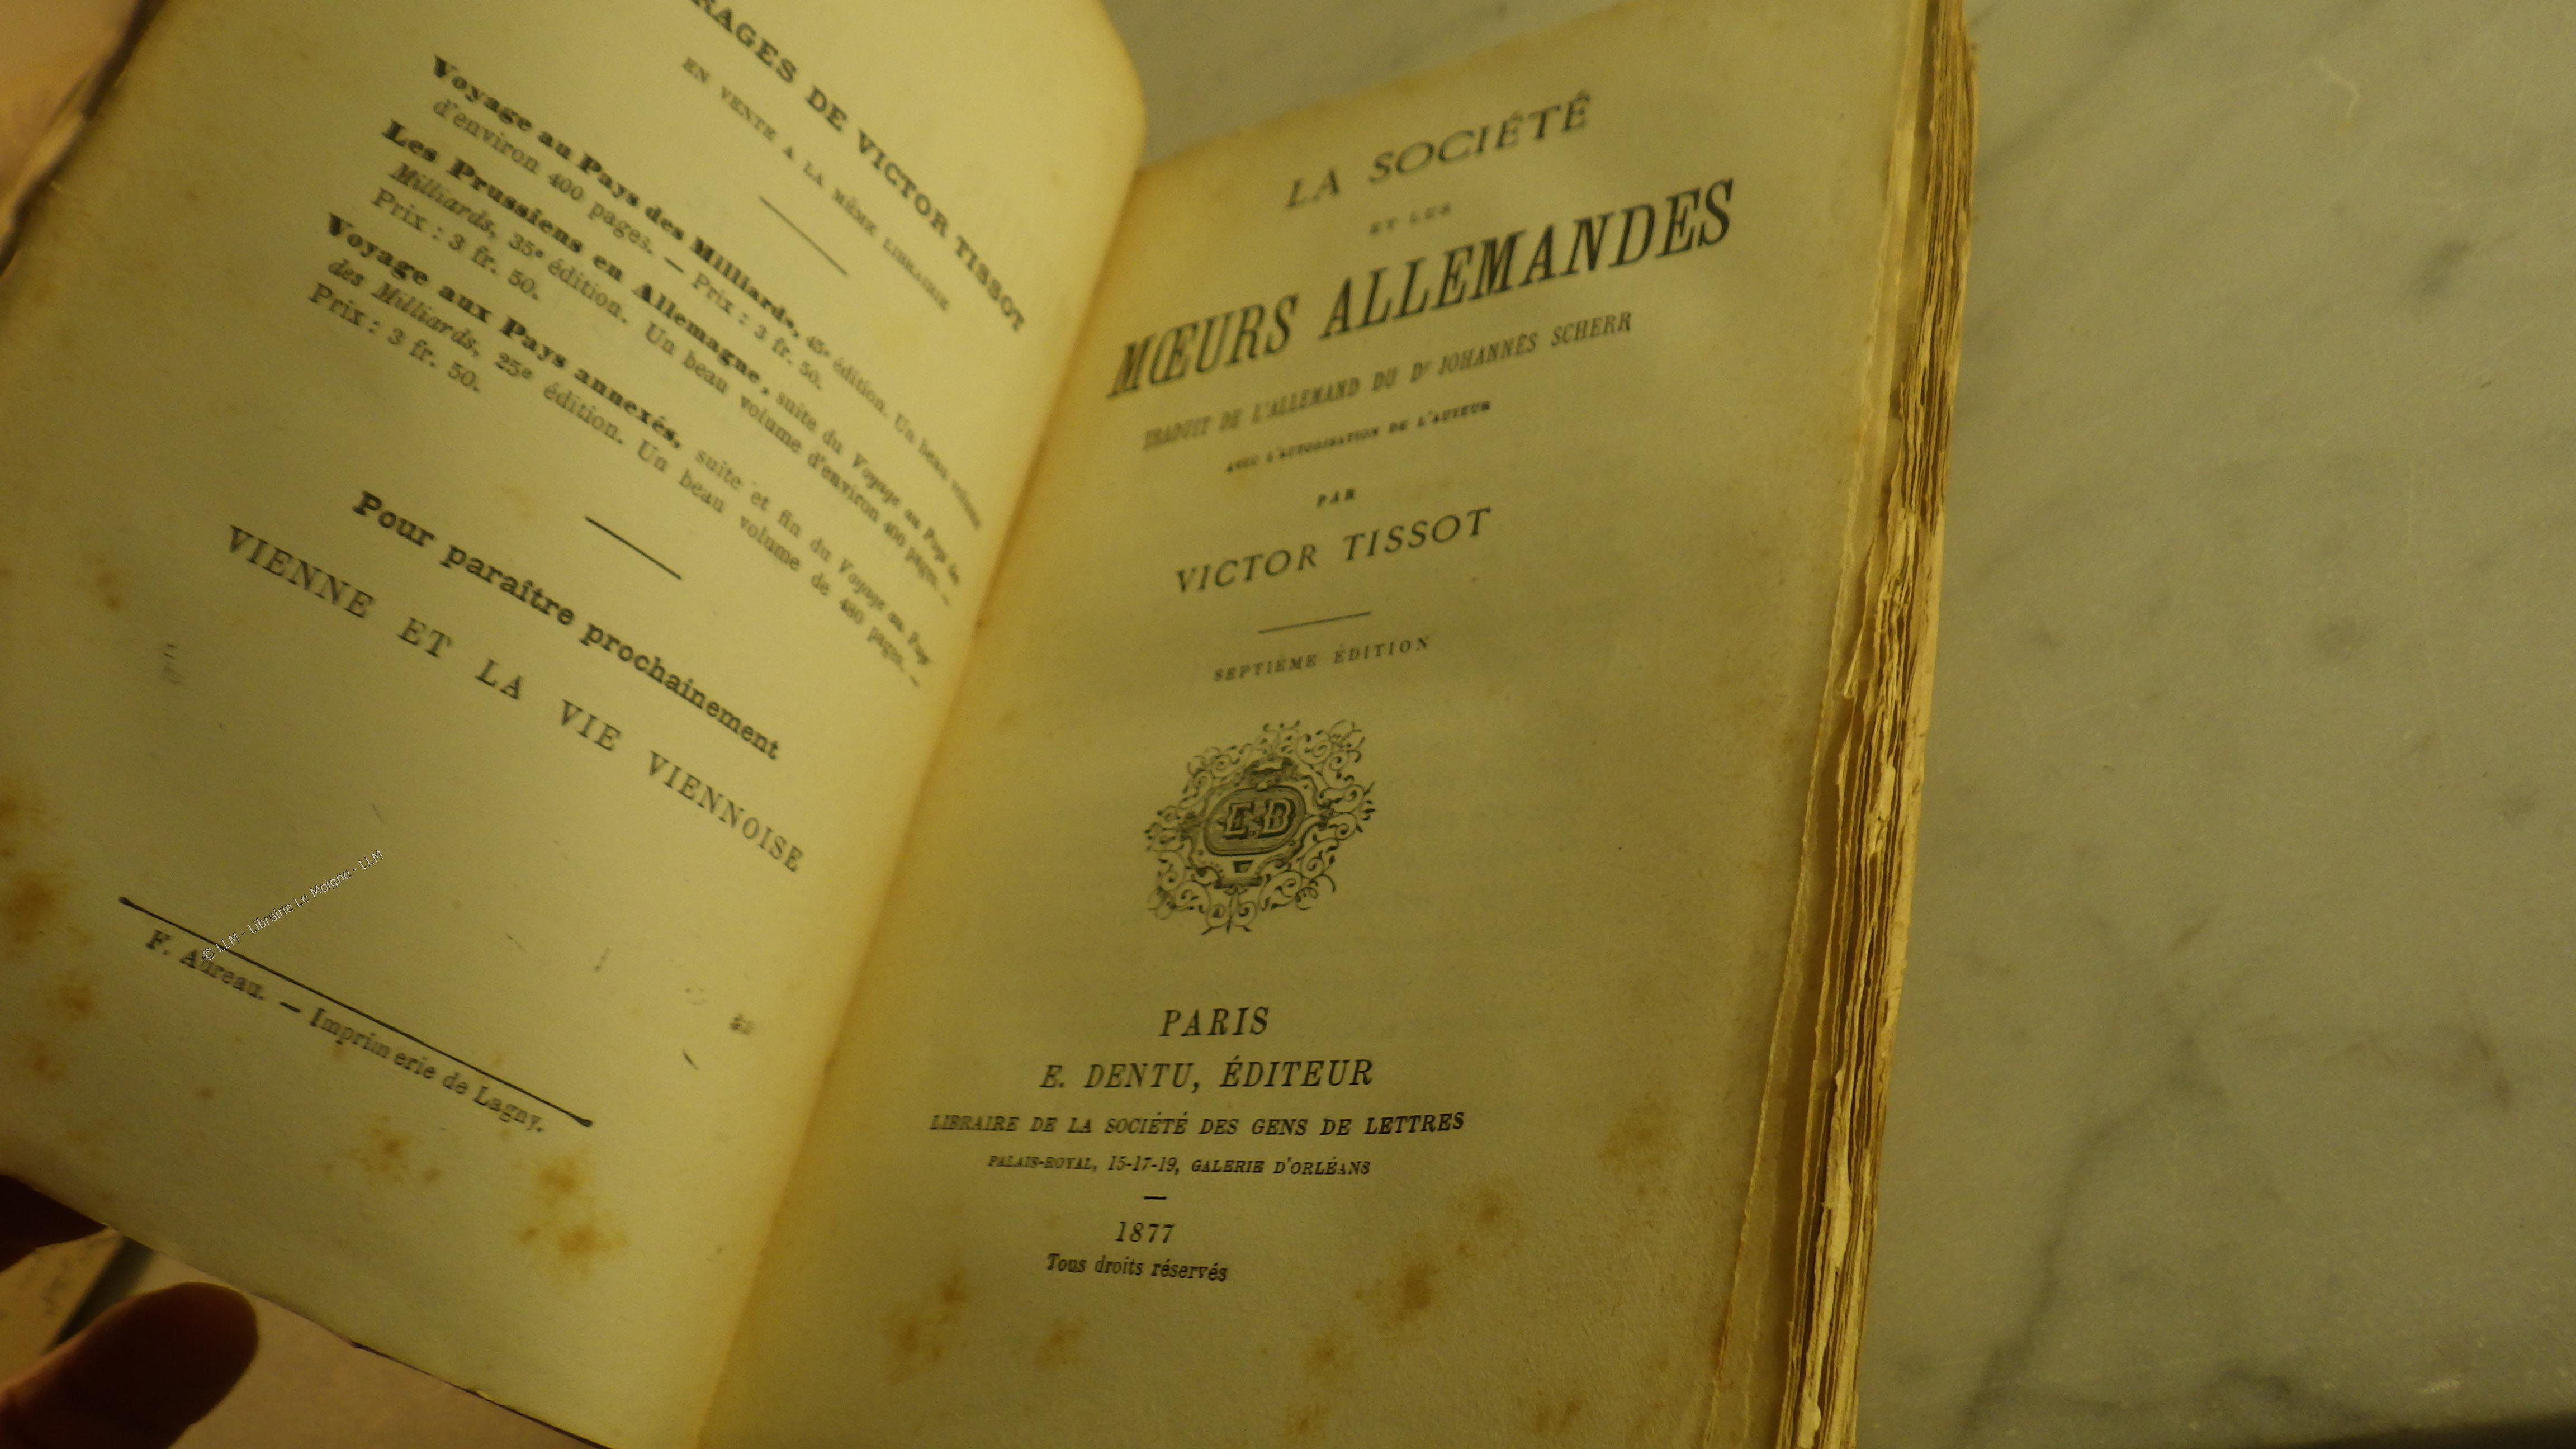 RAGES DE VICTOR TISSOT
EN VENTE A LA MÊME LIBRAIRIE
Voyage au Pays des Milliards, 45e édition. Un beau volume
d'environ 400 pages. — Prix : 3 fr. 50.
Les Prussiens en Allemagne, suite du Voyage au Pays des
Milliards, 35e édition. Un beau volume d'environ 400 pages. —
Prix : 3 fr. 50.
Voyage aux Pays annexés, suite et fin du Voyage au Pays
des Milliards, 25e édition. Un beau volume de 480 pages. —
Prix : 3 fr. 50.
Pour paraître prochainement
VIENNE ET LA VIE VIENNOISE
© LLM - Librairie Le Moigne - LLM
F. Aureau. — Imprimerie de Lagny.
LA SOCIÉTÉ
ET LES
MŒURS ALLEMANDES
TRADUIT DE L'ALLEMAND DU Dr JOHANNÈS SCHERR
AVEC L'AUTORISATION DE L'AUTEUR
PAR
VICTOR TISSOT
SEPTIÈME ÉDITION
E D
PARIS
E. DENTU, ÉDITEUR
LIBRAIRE DE LA SOCIÉTÉ DES GENS DE LETTRES
PALAIS-ROYAL, 15-17-19, GALERIE D'ORLÉANS
1877
Tous droits réservés